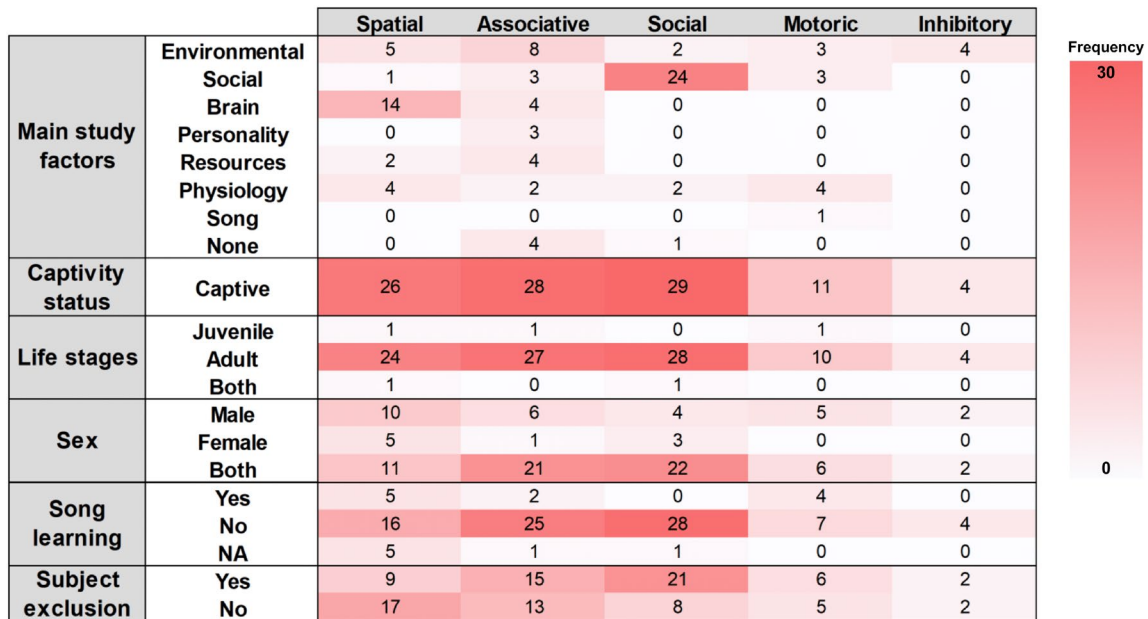 Spatial Associative Social Motoric Inhibitory
Main study factors
Environmental 5 8 2 3 4
Social 1 3 24 3 0
Brain 14 4 0 0 0
Personality 0 3 0 0 0
Resources 2 4 0 0 0
Physiology 4 2 2 4 0
Song 0 0 0 1 0
None 0 4 1 0 0
Captivity status
Captive 26 28 29 11 4
Life stages
Juvenile 1 1 0 1 0
Adult 24 27 28 10 4
Both 1 0 1 0 0
Sex
Male 10 6 4 5 2
Female 5 1 3 0 0
Both 11 21 22 6 2
Song learning
Yes 5 2 0 4 0
No 16 25 28 7 4
NA 5 1 1 0 0
Subject exclusion
Yes 9 15 21 6 2
No 17 13 8 5 2
Frequency
30
0